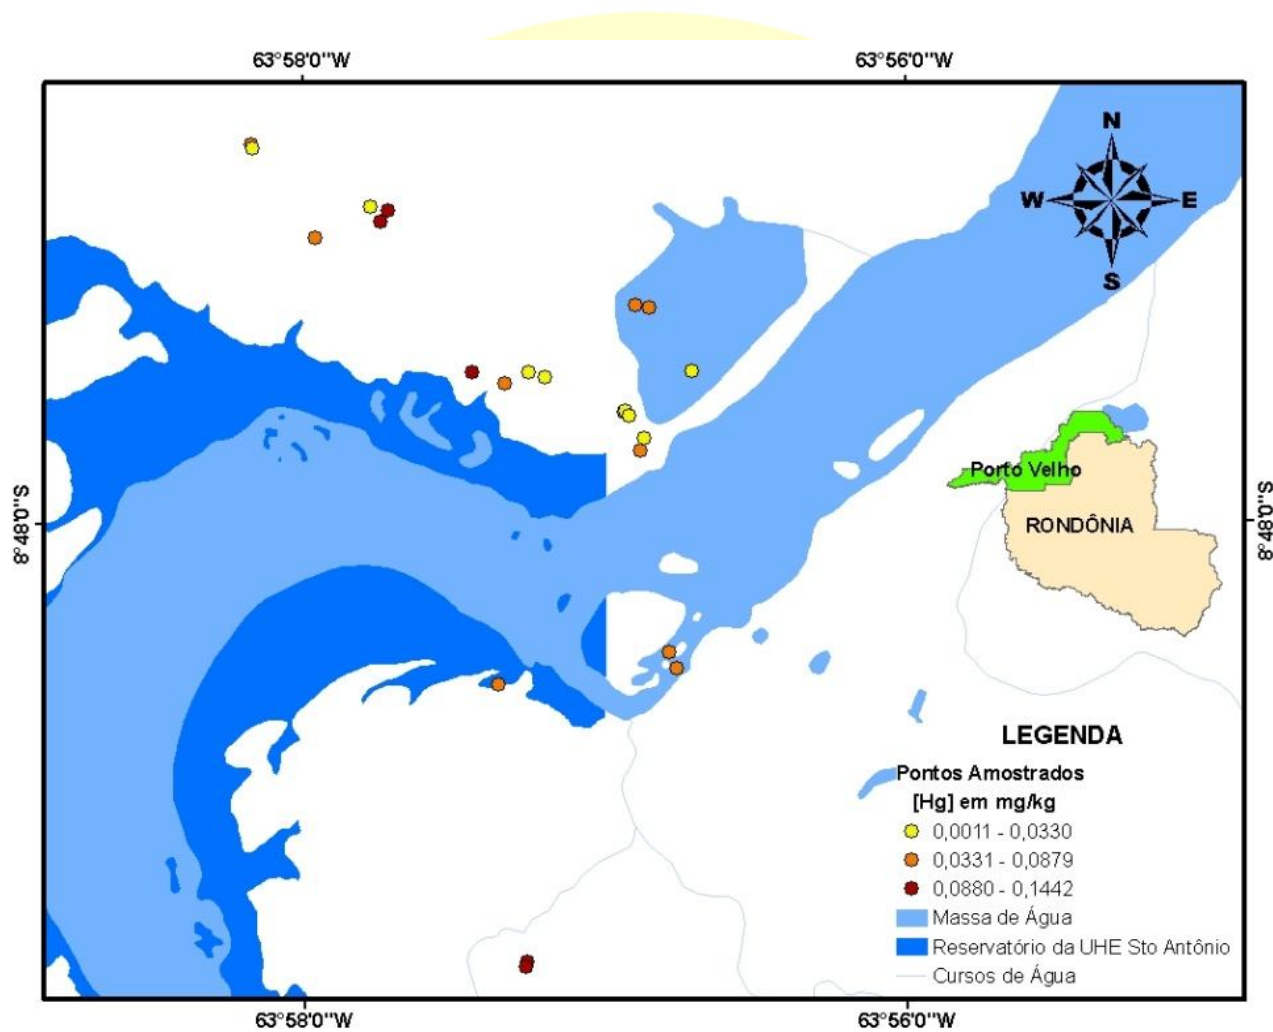 63°58'0"W
63°56'0"W
N
W
E
S
8°48'0"S
8°48'0"S
Porto Velho
RONDÔNIA
LEGENDA
Pontos Amostrados
[Hg] em mg/kg
0,0011 - 0,0330
0,0331 - 0,0879
0,0880 - 0,1442
Massa de Água
Reservatório da UHE Sto Antônio
Cursos de Água
63°58'0"W
63°56'0"W